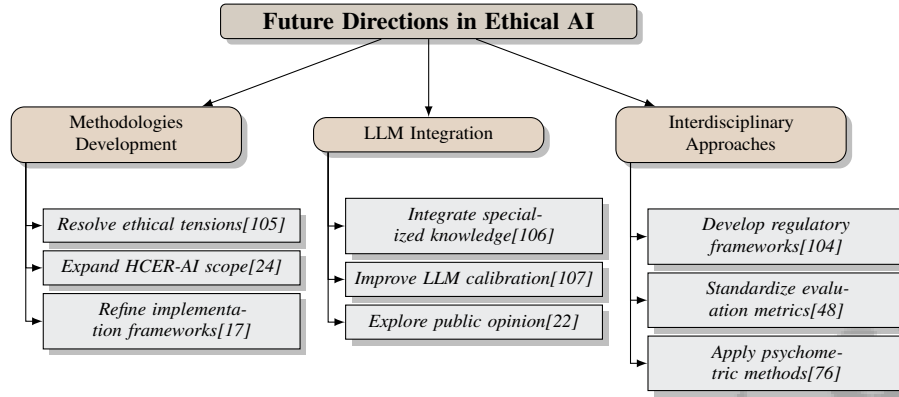 Future Directions in Ethical AI
Methodologies
Development
Resolve ethical tensions[105]
Expand HCER-AI scope[24]
Refine implementa-
tion frameworks[17]
LLM Integration
Integrate special-
ized knowledge[106]
Improve LLM calibration[107]
Explore public opinion[22]
Interdisciplinary
Approaches
Develop regulatory
frameworks[104]
Standardize evalu-
ation metrics[48]
Apply psychome-
tric methods[76]